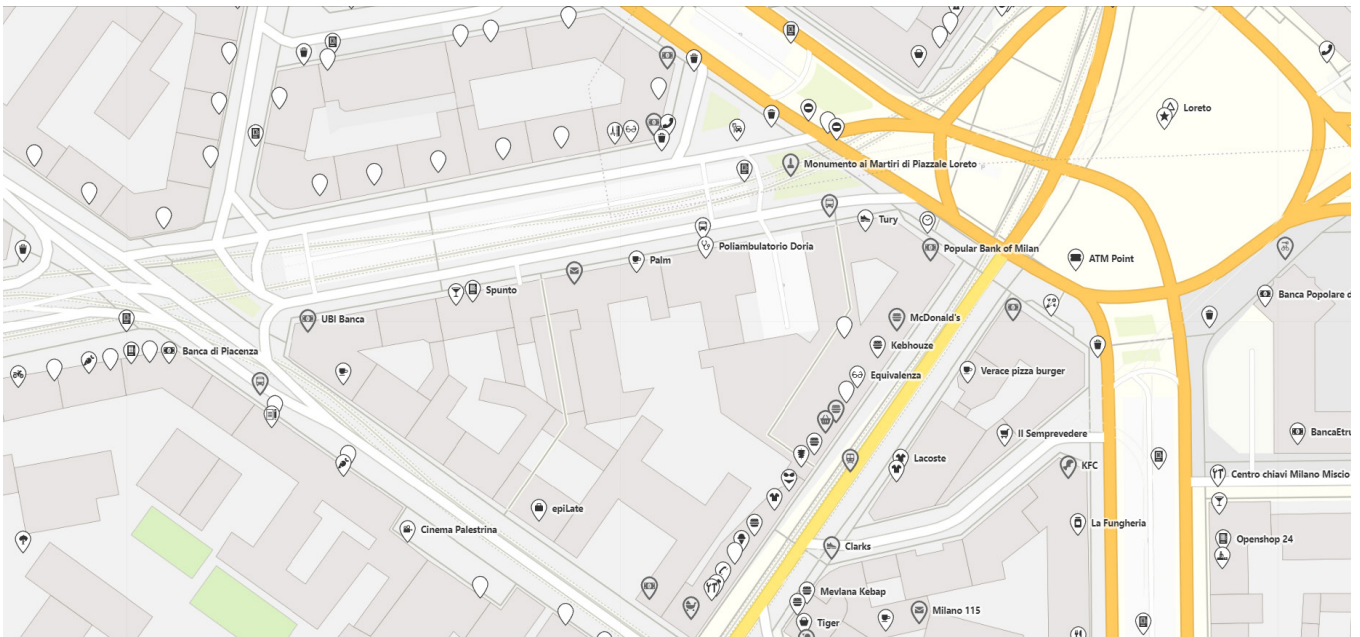 Loreto
Monumento ai Martiri di Piazzale Loreto
Tury
Poliambulatorio Doria
Popular Bank of Milan
Palm
ATM Point
Spunto
Banca Popolare d
UBI Banca
McDonald's
Kebhouze
Banca di Piacenza
Equivalenza
Verace pizza burger
Il Semprevedere
BancaEtru
Lacoste
KFC
Centro chiavi Milano Miscio
epiLate
Cinema Palestrina
La Fungheria
Openshop 24
Clarks
Mevlana Kebap
Milano 115
Tiger